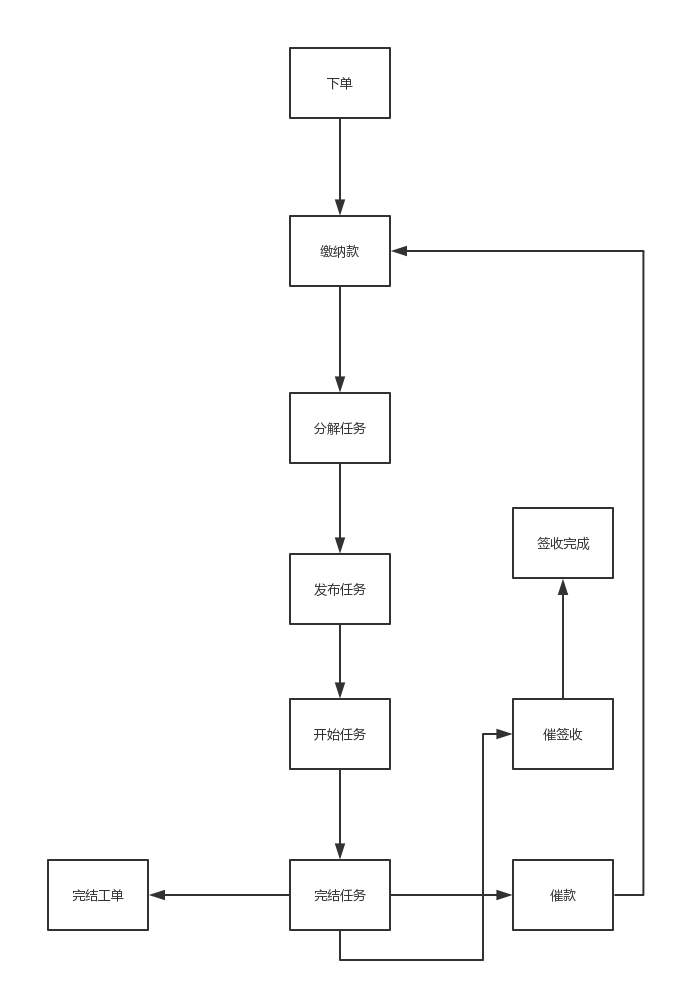 下单
缴纳款
分解任务
签收完成
发布任务
开始任务
催签收
完结工单
完结任务
催款